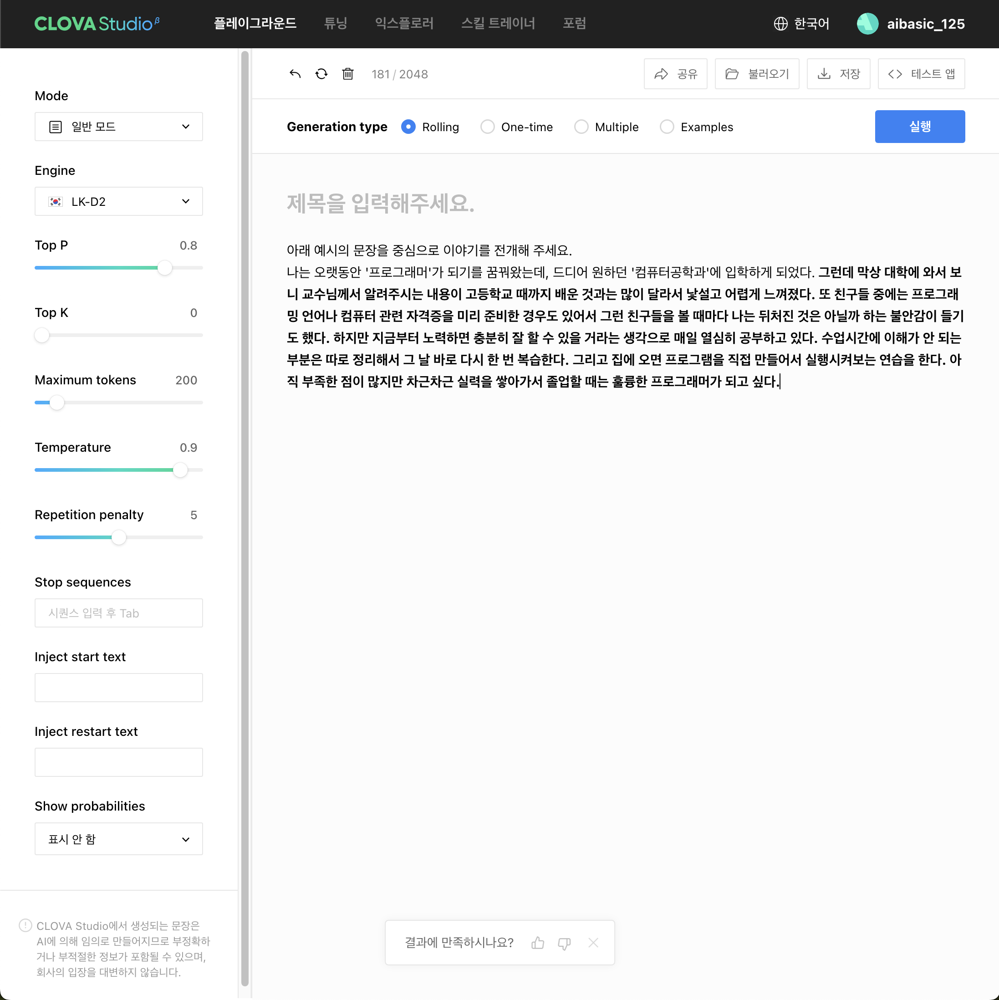 CLOVA Studio β
플레이그라운드
튜닝
익스플로러
스킬 트레이너
포럼
한국어
aibasic_125
Mode
일반 모드
Engine
LK-D2
Top P 0.8
Top K 0
Maximum tokens 200
Temperature 0.9
Repetition penalty 5
Stop sequences
시퀀스 입력 후 Tab
Inject start text
Inject restart text
Show probabilities
표시 안 함
CLOVA Studio에서 생성되는 문장은
AI에 의해 임의로 만들어지므로 부정확하
거나 부적절한 정보가 포함될 수 있으며,
회사의 입장을 대변하지 않습니다.
181 / 2048
공유
불러오기
저장
테스트 앱
Generation type
Rolling
One-time
Multiple
Examples
실행
제목을 입력해주세요.
아래 예시의 문장을 중심으로 이야기를 전개해 주세요.
나는 오랫동안 '프로그래머'가 되기를 꿈꿔왔는데, 드디어 원하던 '컴퓨터공학과'에 입학하게 되었다. 그런데 막상 대학에 와서 보
니 교수님께서 알려주시는 내용이 고등학교 때까지 배운 것과는 많이 달라서 낯설고 어렵게 느껴졌다. 또 친구들 중에는 프로그래
밍 언어나 컴퓨터 관련 자격증을 미리 준비한 경우도 있어서 그런 친구들을 볼 때마다 나는 뒤처진 것은 아닐까 하는 불안감이 들기
도 했다. 하지만 지금부터 노력하면 충분히 잘 할 수 있을 거라는 생각으로 매일 열심히 공부하고 있다. 수업시간에 이해가 안 되는
부분은 따로 정리해서 그 날 바로 다시 한 번 복습한다. 그리고 집에 오면 프로그램을 직접 만들어서 실행시켜보는 연습을 한다. 아
직 부족한 점이 많지만 차근차근 실력을 쌓아가서 졸업할 때는 훌륭한 프로그래머가 되고 싶다.
결과에 만족하시나요?